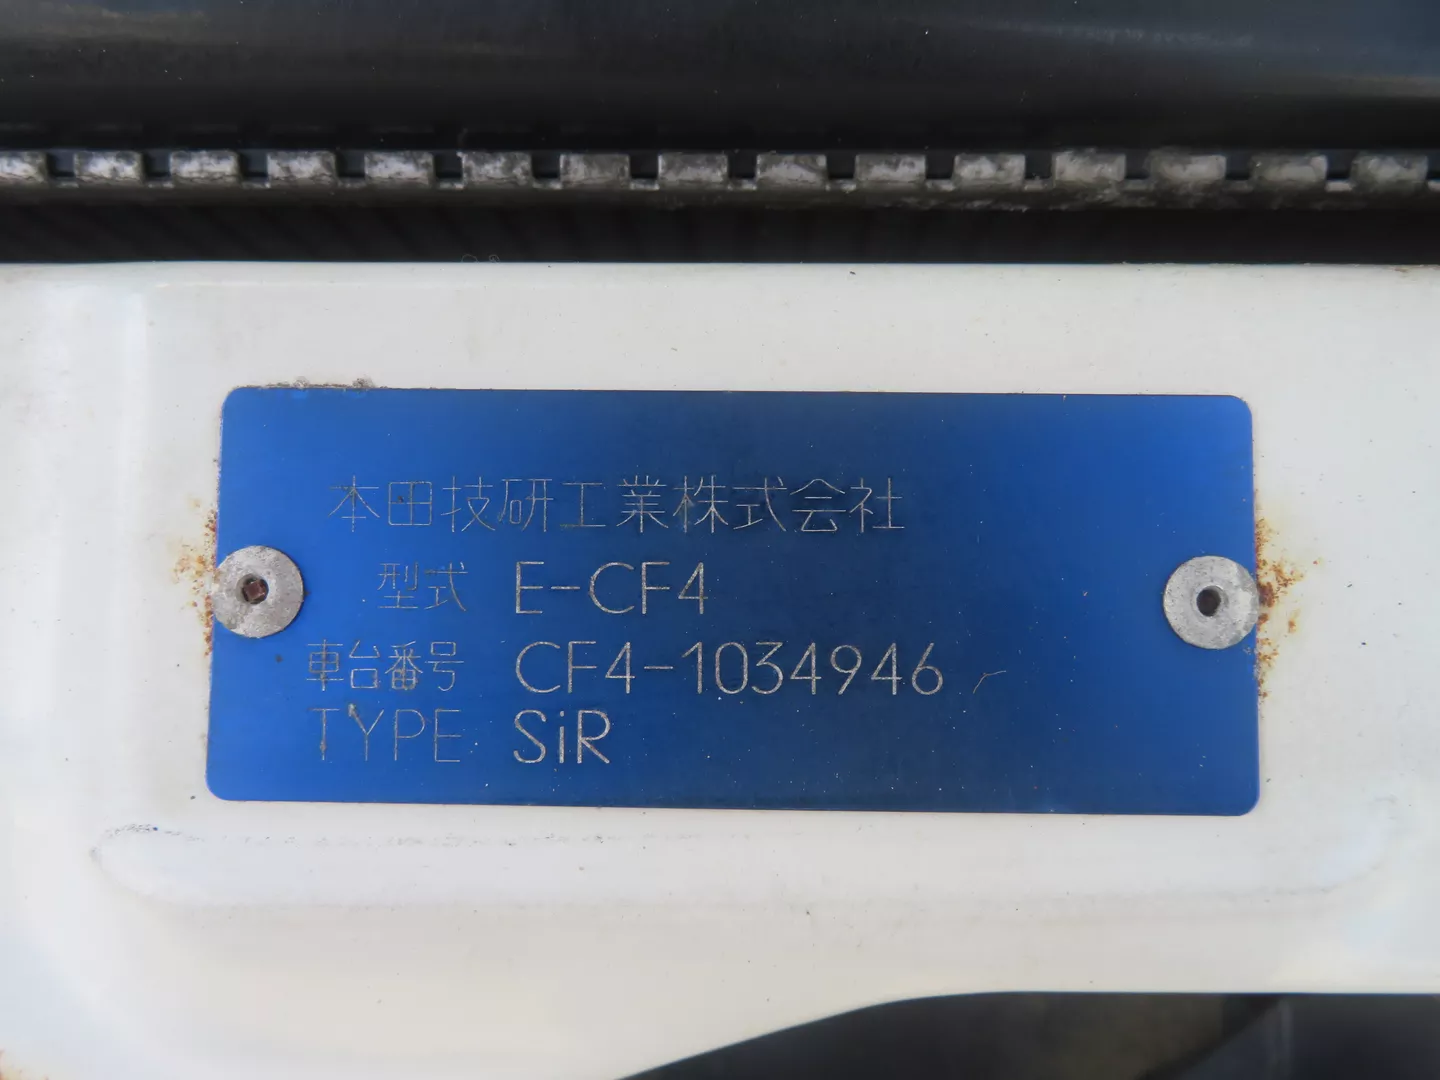 本田技研工業株式会社
型式 E-CF4
車台番号 CF4-1034946
TYPE SiR